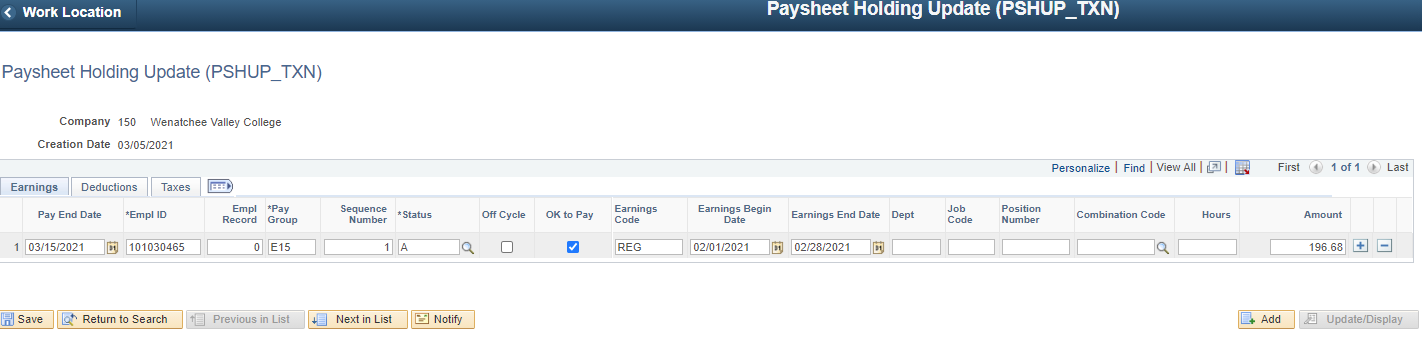 Work Location
Paysheet Holding Update (PSHUP_TXN)
Paysheet Holding Update (PSHUP_TXN)
Company 150 Wenatchee Valley College
Creation Date 03/05/2021
Personalize | Find | View All | | First 1 of 1 Last
Earnings Deductions Taxes
Pay End Date *Empl ID Empl Record *Pay Group Sequence Number *Status Off Cycle OK to Pay Earnings Code Earnings Begin Date Earnings End Date Dept Job Code Position Number Combination Code Hours Amount
1 03/15/2021 101030465 0 E15 1 A REG 02/01/2021 02/28/2021 196.68
Save Return to Search Previous in List Next in List Notify Add Update/Display